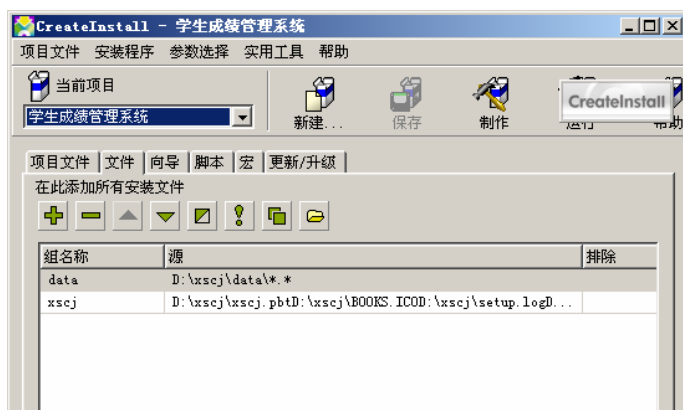 CreateInstall - 学生成绩管理系统
项目文件 安装程序 参数选择 实用工具 帮助
当前项目
学生成绩管理系统
新建... 保存 制作 运行 帮助
CreateInstall
项目文件 文件 向导 脚本 宏 更新/升级
在此添加所有安装文件
组名称 源 排除
data D:\xscj\data\*.*
xscj D:\xscj\xscj.pbtD:\xscj\BOOKS.ICOD:\xscj\setup.logD...